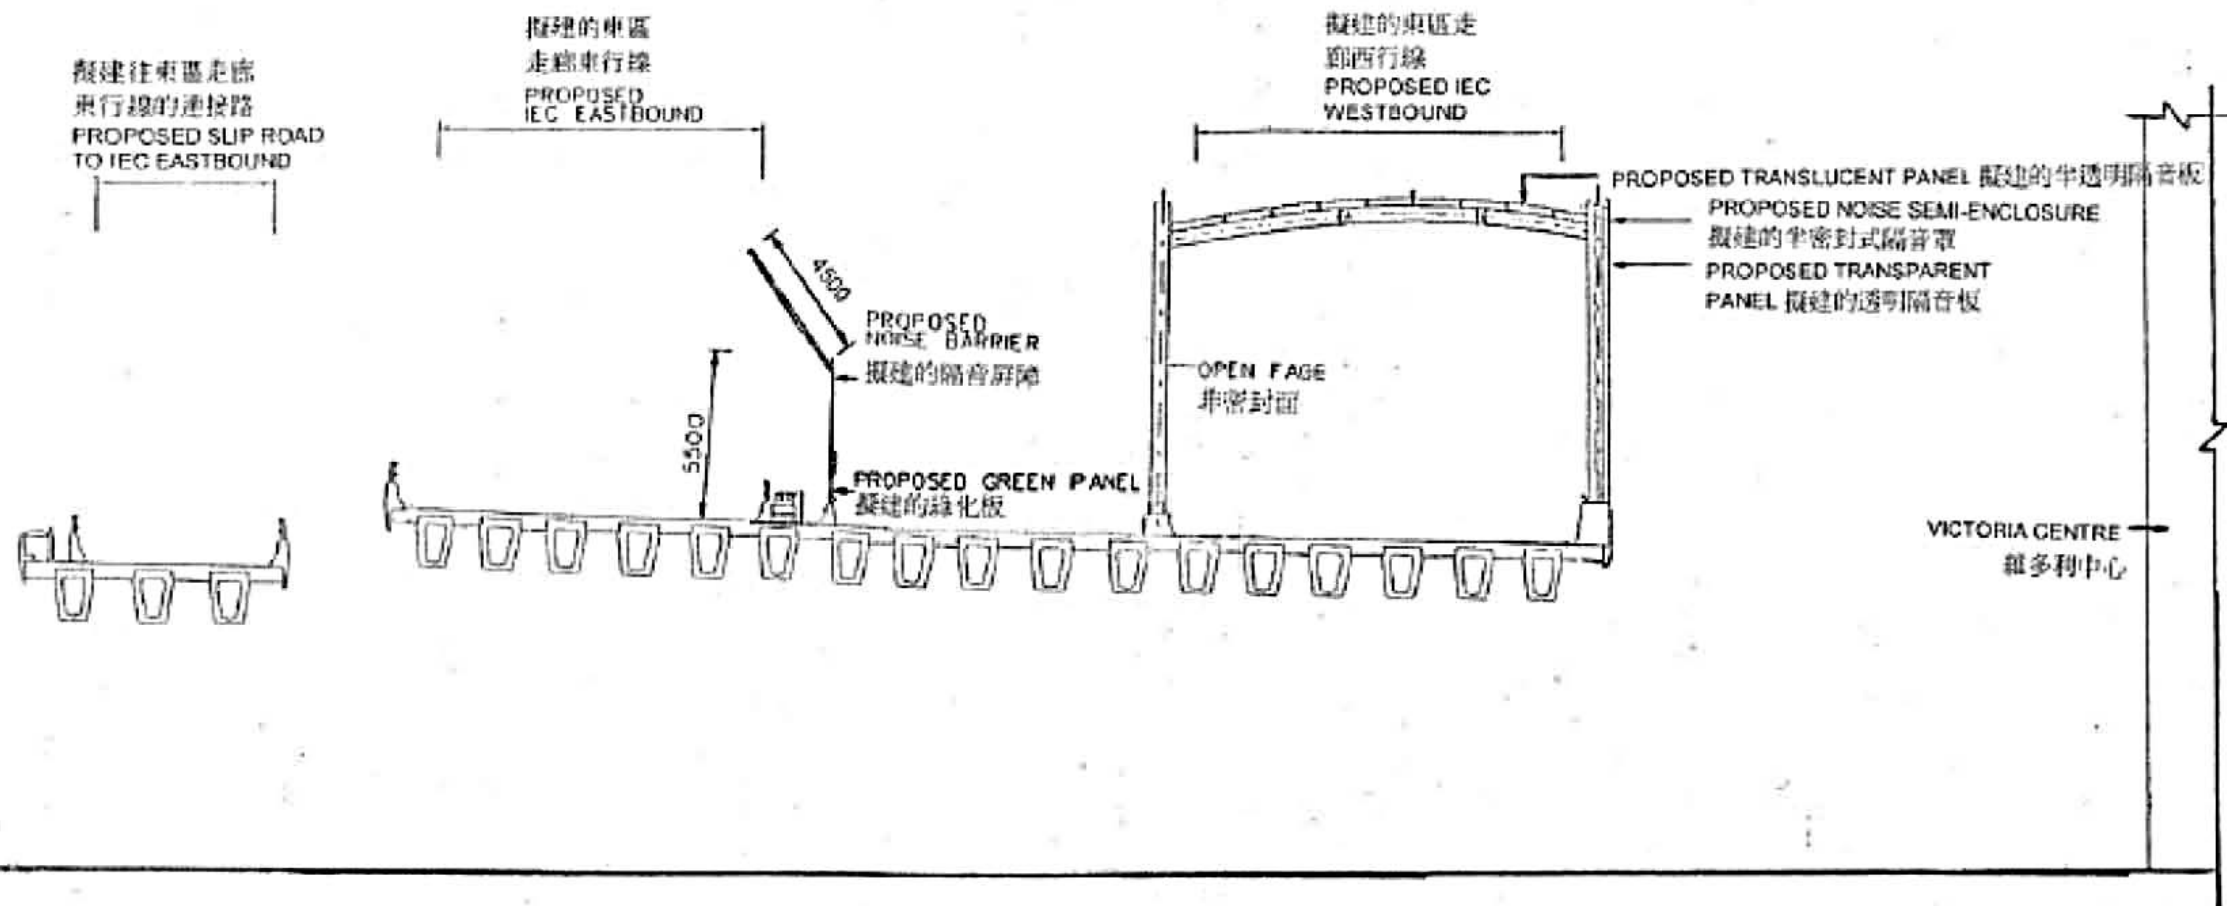 擬建往東區走廊
東行線的連接路
PROPOSED SLIP ROAD
TO IEC EASTBOUND
擬建的東區
走廊東行線
PROPOSED
IEC EASTBOUND
擬建的東區走
廊西行線
PROPOSED IEC
WESTBOUND
PROPOSED TRANSLUCENT PANEL 擬建的半透明隔音板
PROPOSED NOISE SEMI-ENCLOSURE
擬建的半密封式隔音罩
PROPOSED TRANSPARENT
PANEL 擬建的透明隔音板
4500
PROPOSED
NOISE BARRIER
擬建的隔音屏障
OPEN FACE
非密封面
5500
PROPOSED GREEN PANEL
擬建的綠化板
VICTORIA CENTRE
維多利中心